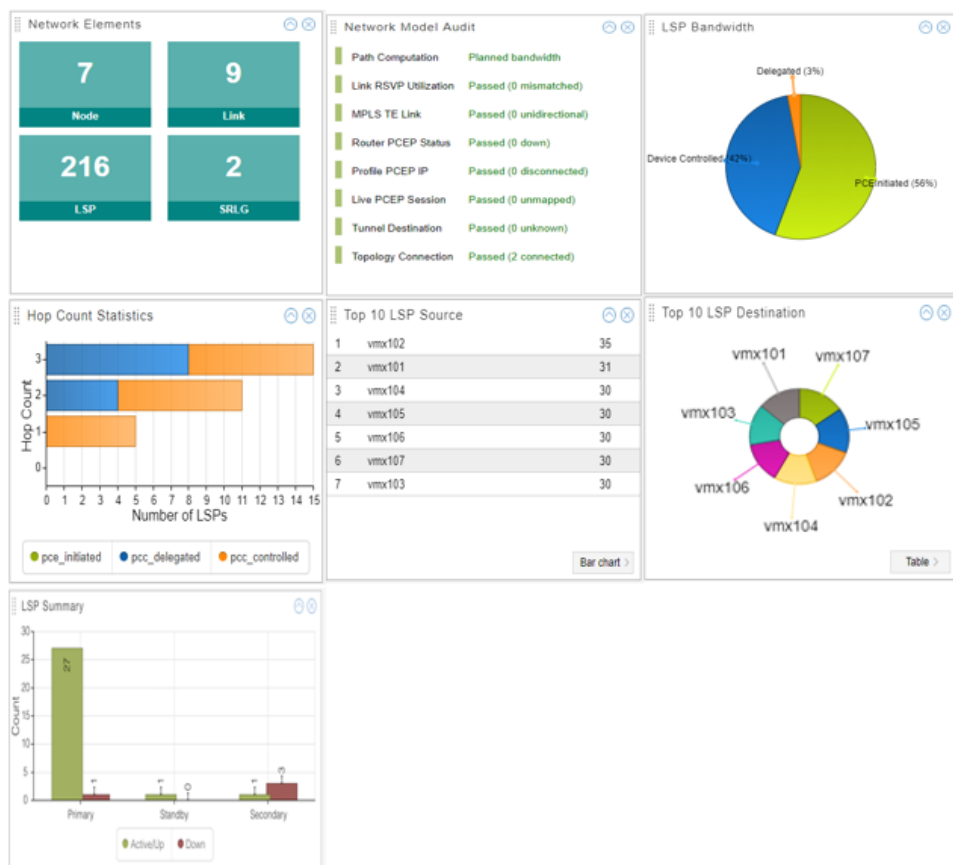 Network Elements
7
Node
9
Link
216
LSP
2
SRLG
Network Model Audit
Path Computation Planned bandwidth
Link RSVP Utilization Passed (0 mismatched)
MPLS TE Link Passed (0 unidirectional)
Router PCEP Status Passed (0 down)
Profile PCEP IP Passed (0 disconnected)
Live PCEP Session Passed (0 unmapped)
Tunnel Destination Passed (0 unknown)
Topology Connection Passed (2 connected)
LSP Bandwidth
Delegated (3%)
Device Controlled (42%)
PCEInitiated (56%)
Hop Count Statistics
Hop Count
3
2
1
0
0 1 2 3 4 5 6 7 8 9 10 11 12 13 14 15
Number of LSPs
pce_initiated pcc_delegated pcc_controlled
Top 10 LSP Source
1 vmx102 35
2 vmx101 31
3 vmx104 30
4 vmx105 30
5 vmx106 30
6 vmx107 30
7 vmx103 30
Bar chart >
Top 10 LSP Destination
vmx101 vmx107
vmx103 vmx105
vmx106 vmx102
vmx104
Table >
LSP Summary
Count
30
25
20
15
10
5
0
27 1 1 0 1 3
Primary Standby Secondary
Active/Up Down